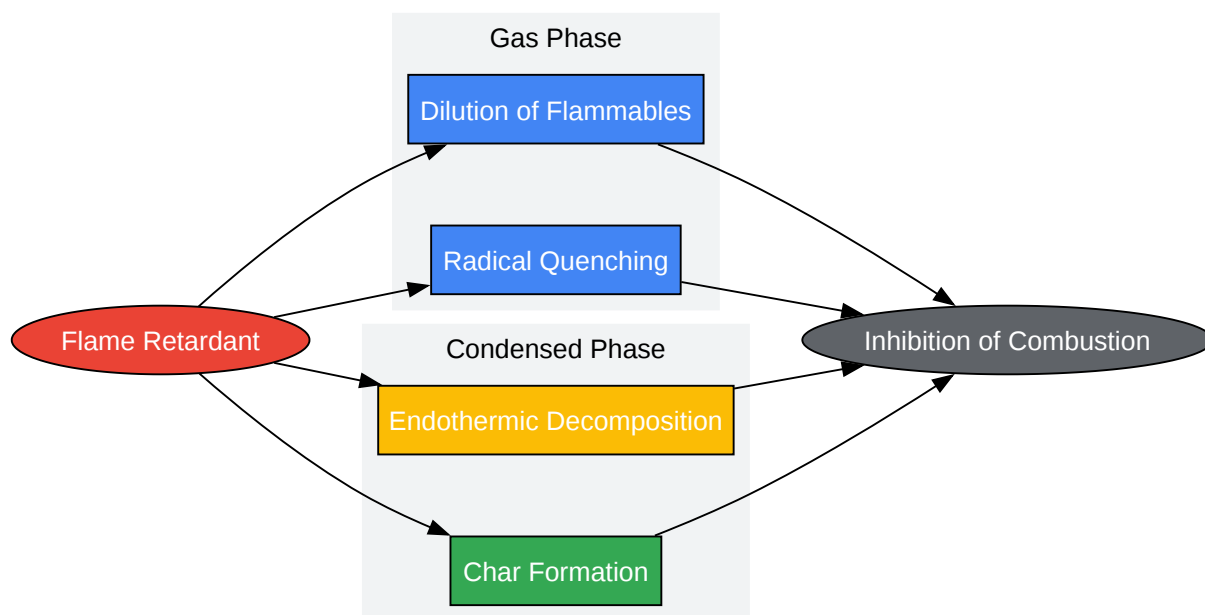 Gas Phase
Dilution of Flammables
Radical Quenching
Flame Retardant
Inhibition of Combustion
Condensed Phase
Endothermic Decomposition
Char Formation